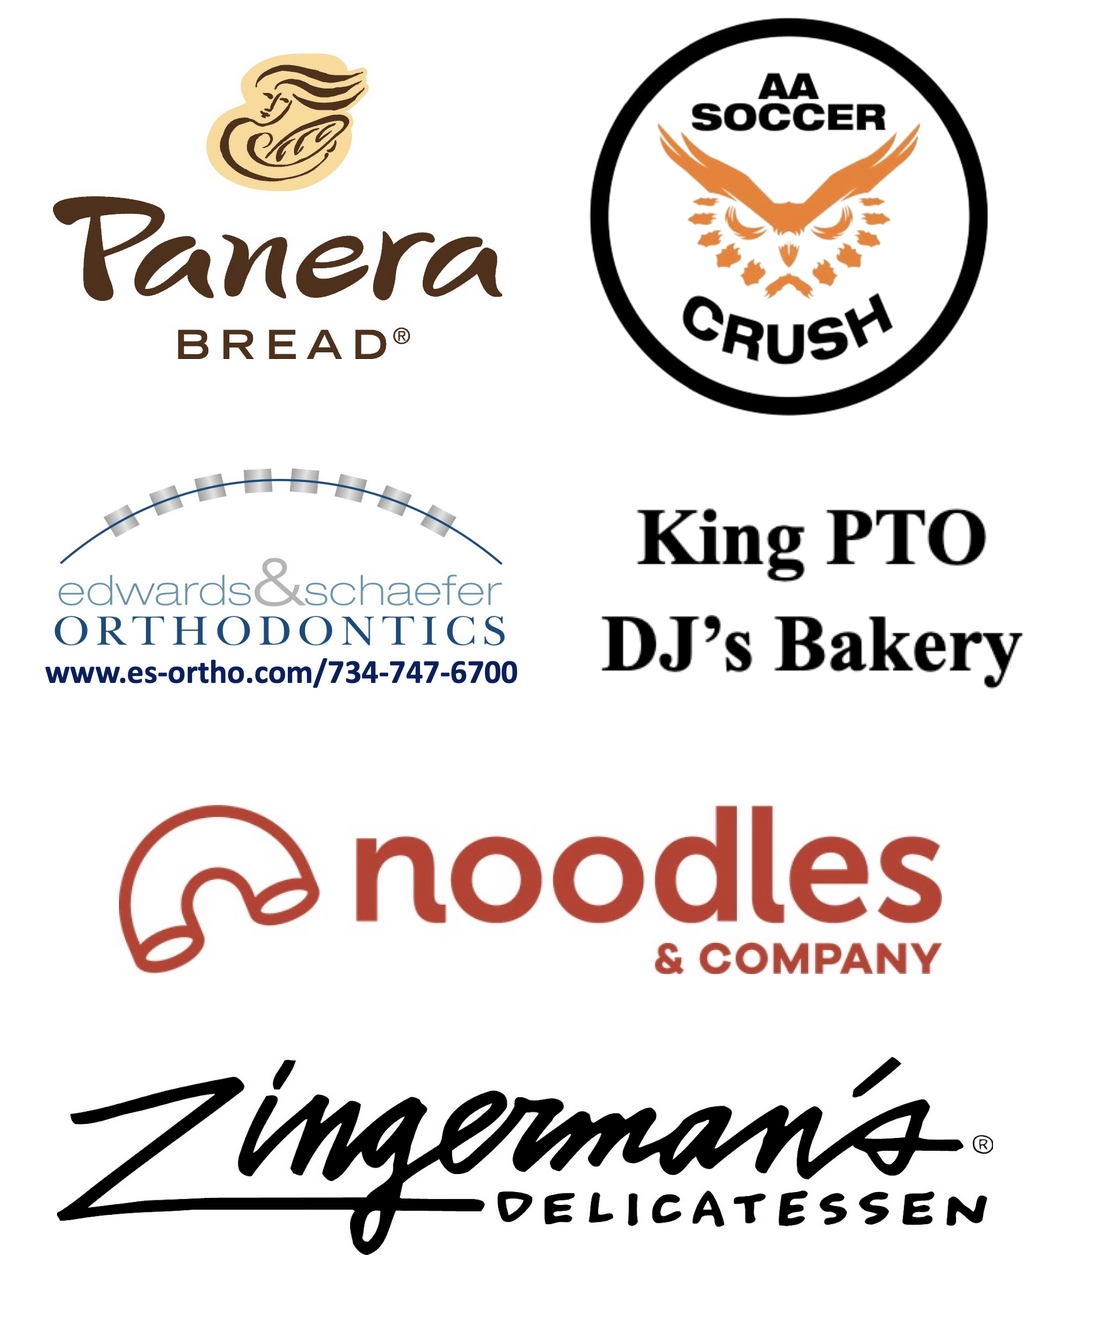 Panera
BREAD®
AA
SOCCER
CRUSH
edwards&schaefer
ORTHODONTICS
www.es-ortho.com/734-747-6700
King PTO
DJ’s Bakery
noodles
& COMPANY
Zingerman's®
DELICATESSEN